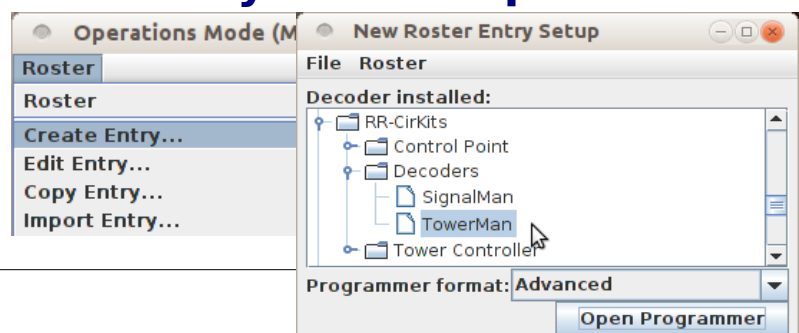 Operations Mode (M
Roster
Roster
Create Entry...
Edit Entry...
Copy Entry...
Import Entry...
New Roster Entry Setup
File Roster
Decoder installed:
RR-CirKits
Control Point
Decoders
SignalMan
TowerMan
Tower Controller
Programmer format: Advanced
Open Programmer